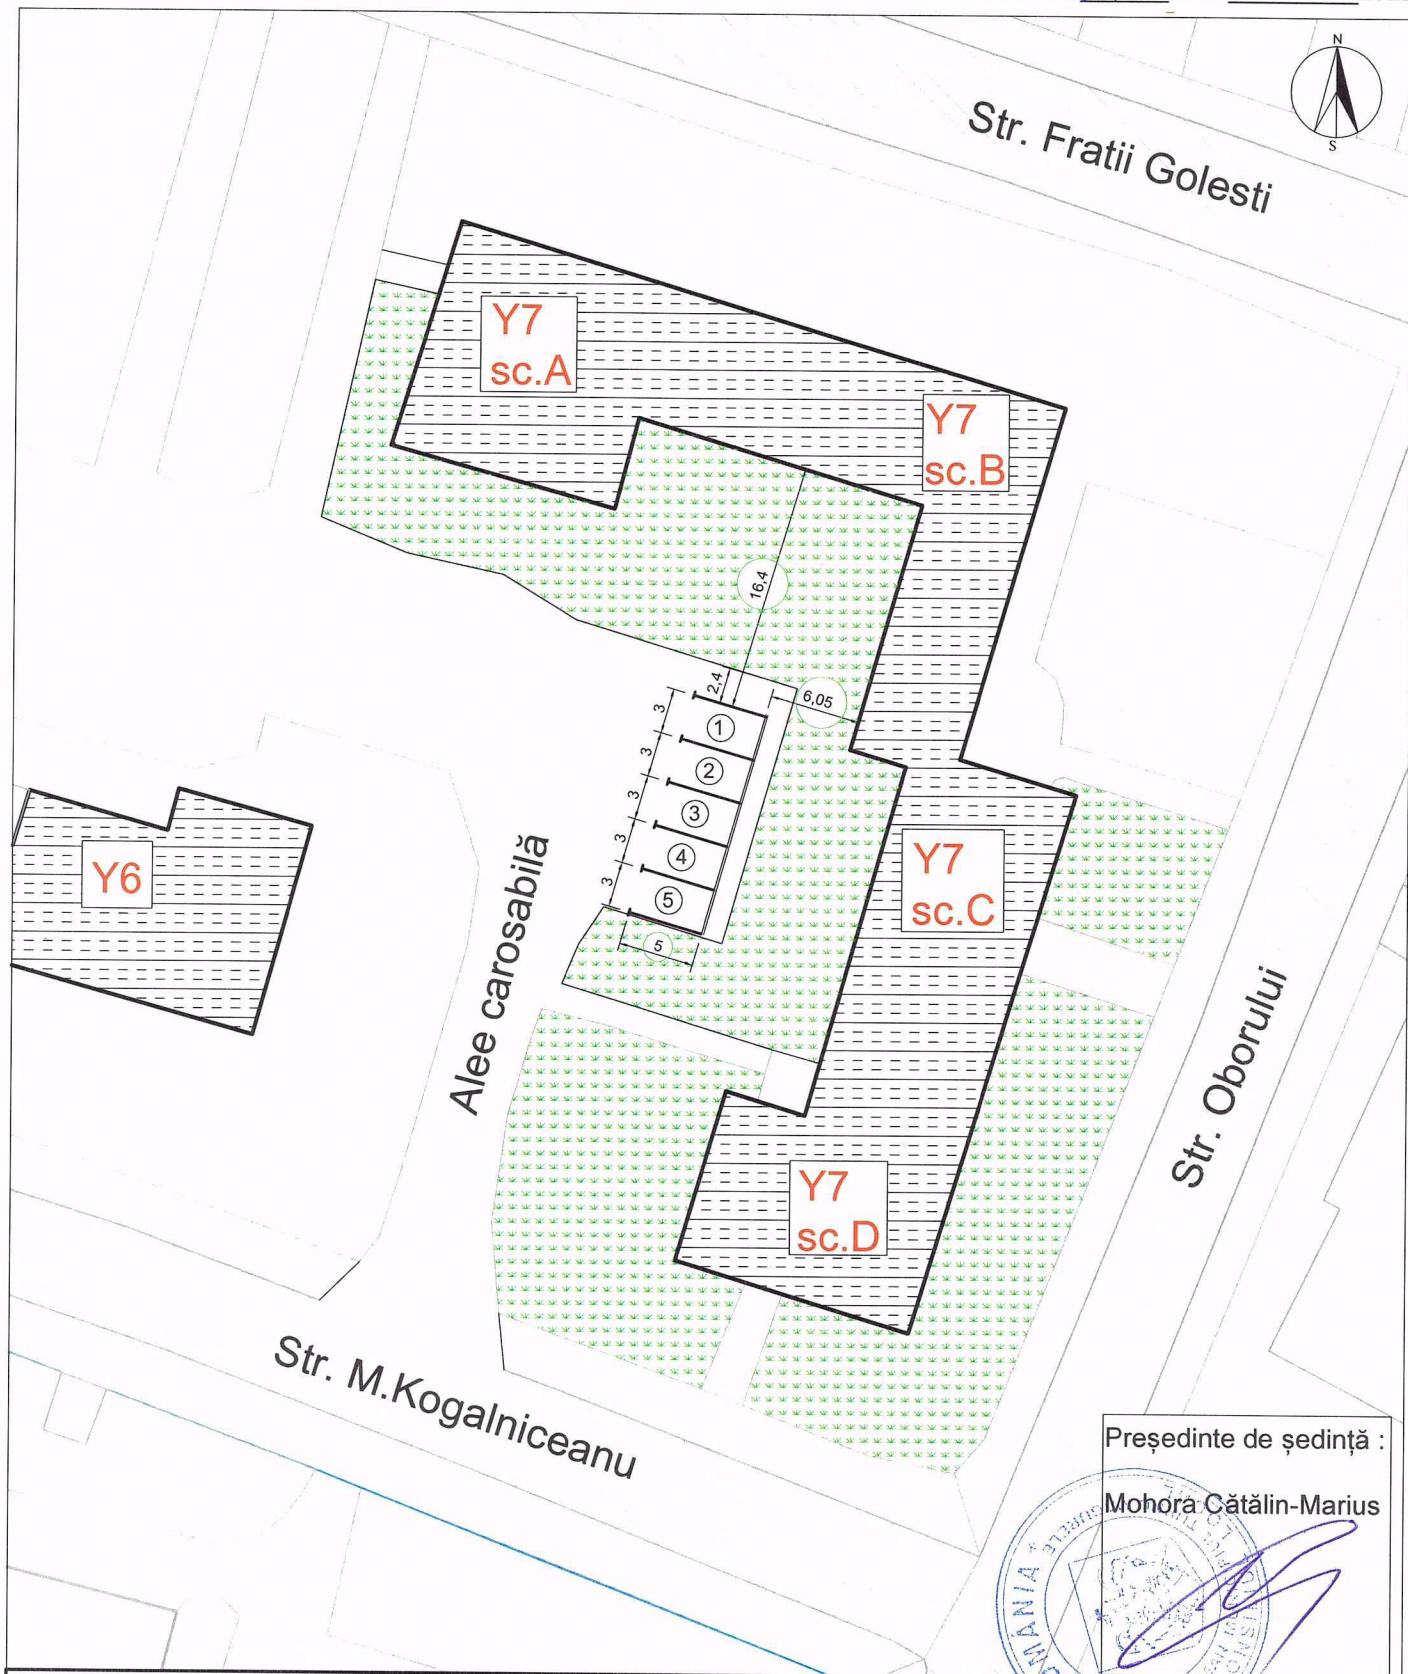 N
S
Str. Fratii Golesti
Y7
sc.A
Y7
sc.B
16,4
2,4
6,05
3
1
3
2
3
3
3
4
3
5
5
Y6
Alee carosabilă
Y7
sc.C
Str. Oborului
Y7
sc.D
Str. M.Kogalniceanu
Președinte de ședință :
Mohora Cătălin-Marius